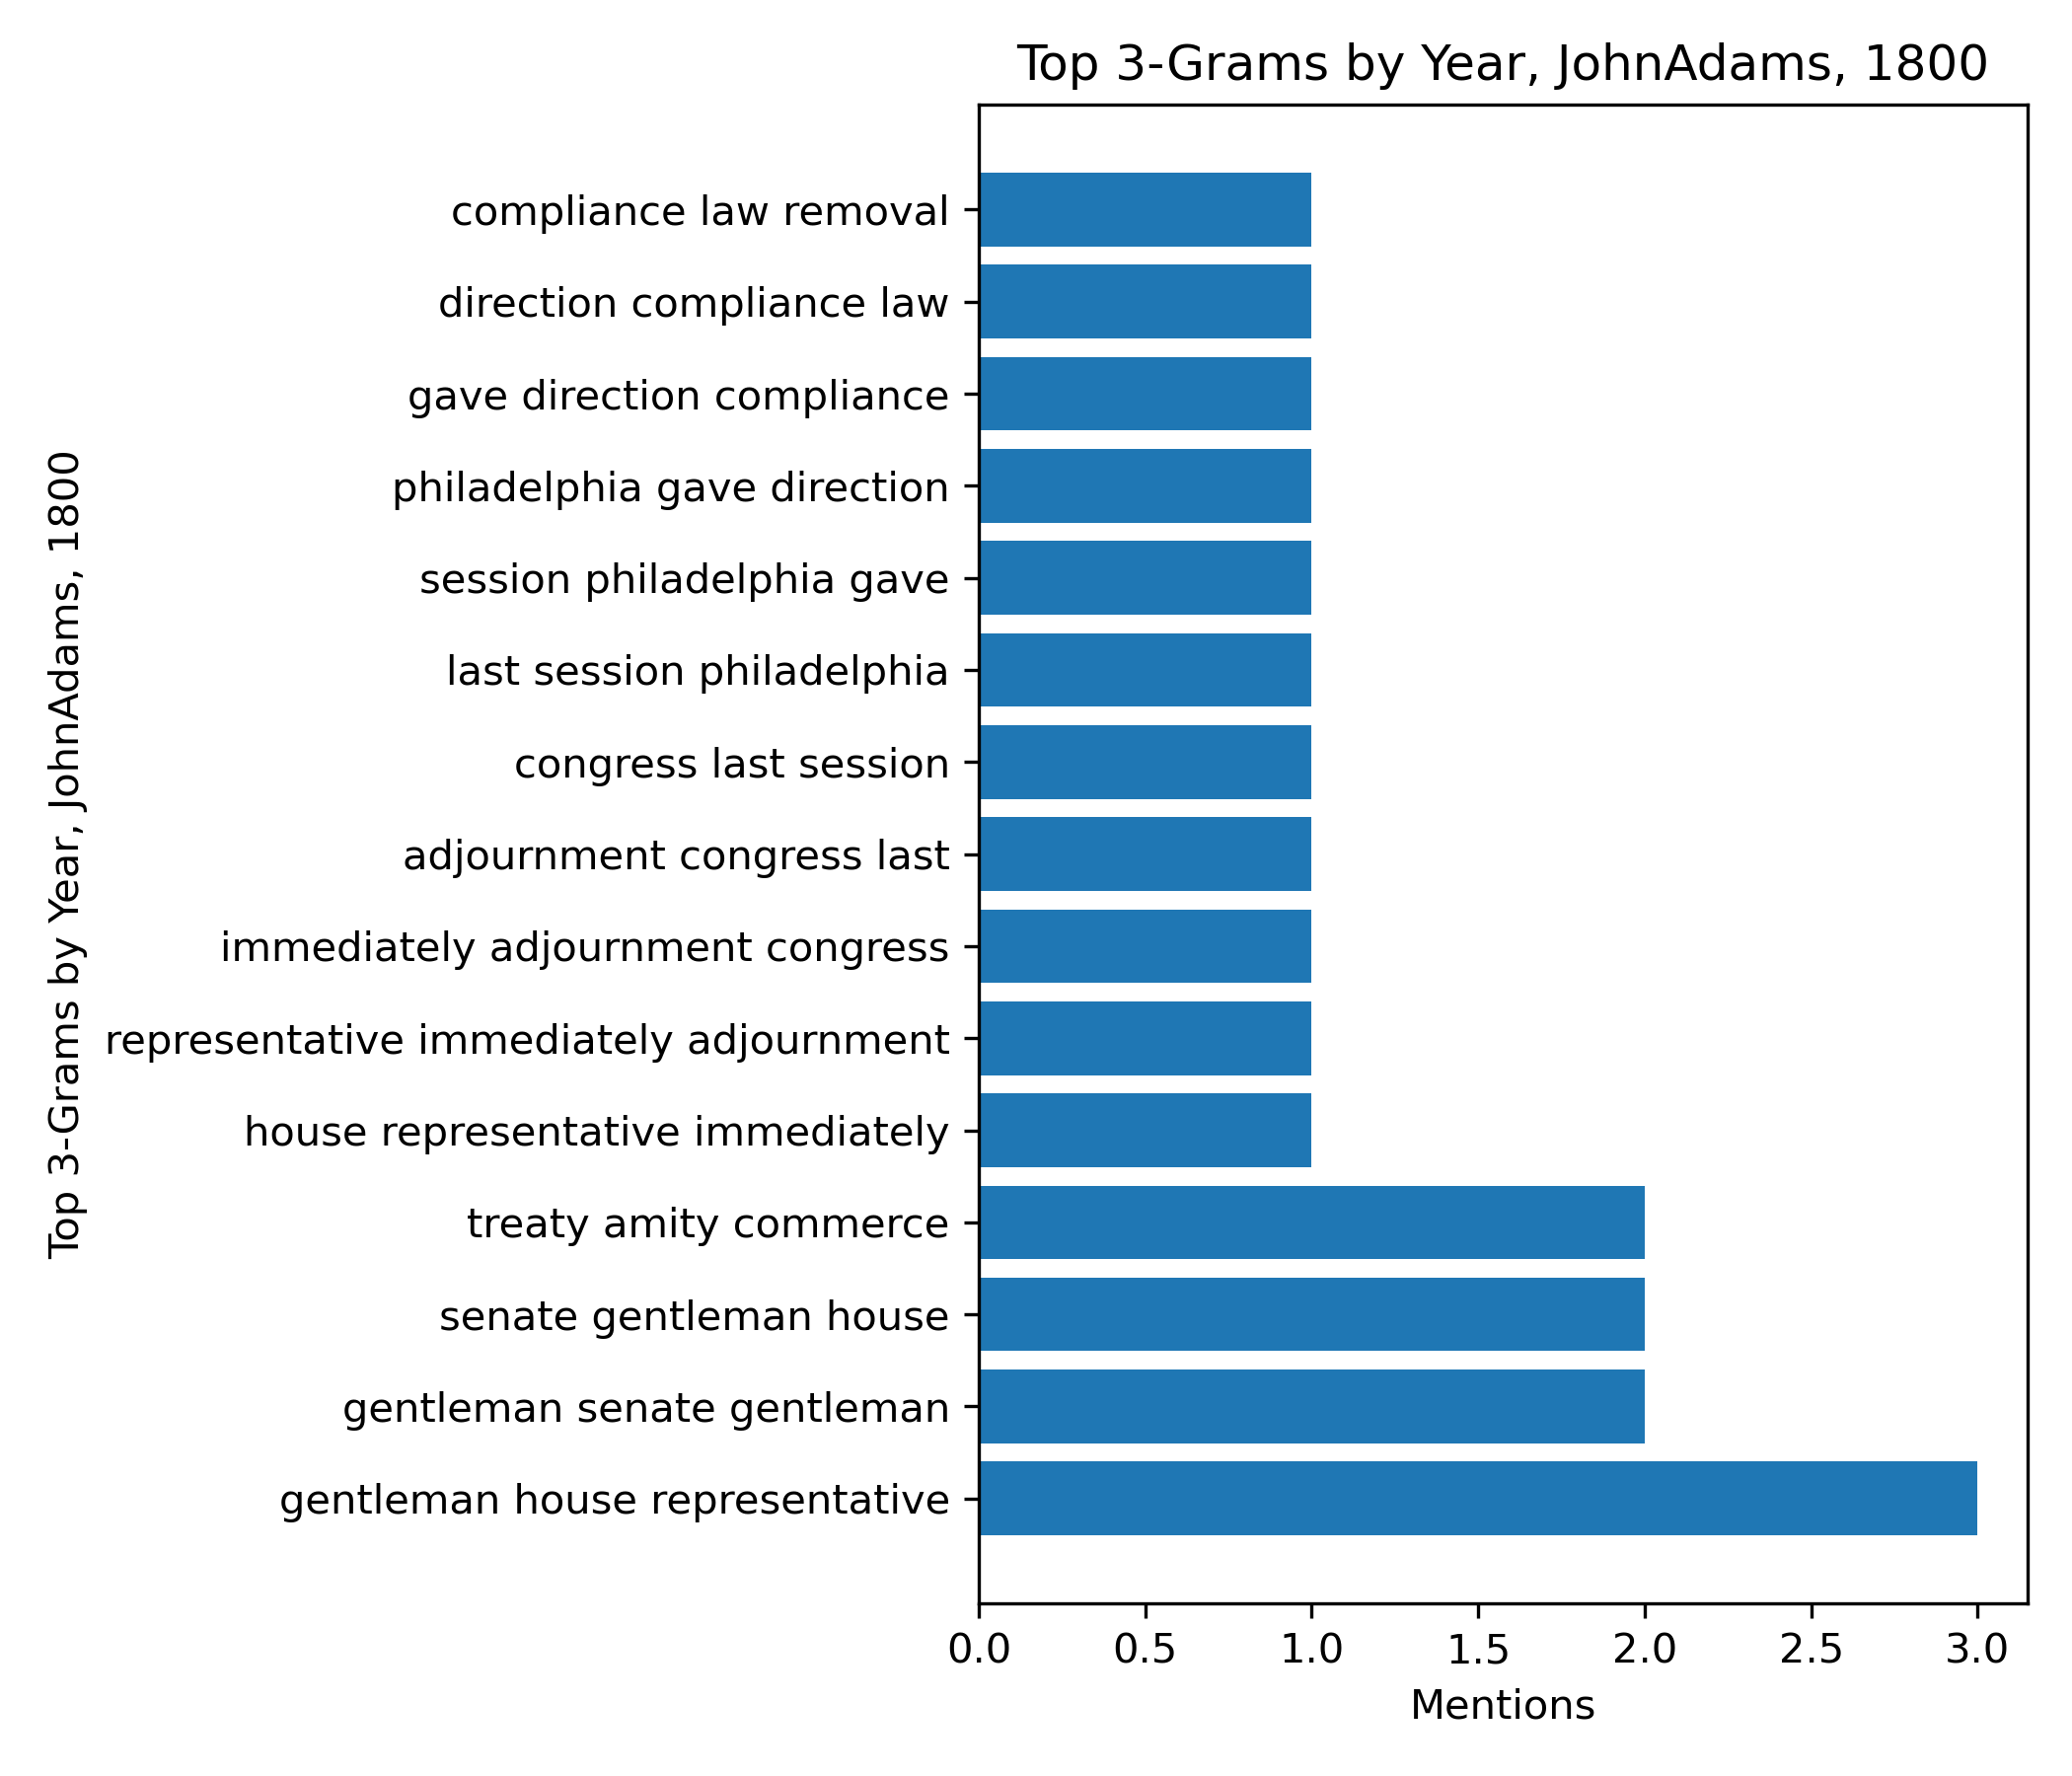 Top 3-Grams by Year, JohnAdams, 1800
Top 3-Grams by Year, JohnAdams, 1800
compliance law removal
direction compliance law
gave direction compliance
philadelphia gave direction
session philadelphia gave
last session philadelphia
congress last session
adjournment congress last
immediately adjournment congress
representative immediately adjournment
house representative immediately
treaty amity commerce
senate gentleman house
gentleman senate gentleman
gentleman house representative
0.0 0.5 1.0 1.5 2.0 2.5 3.0
Mentions